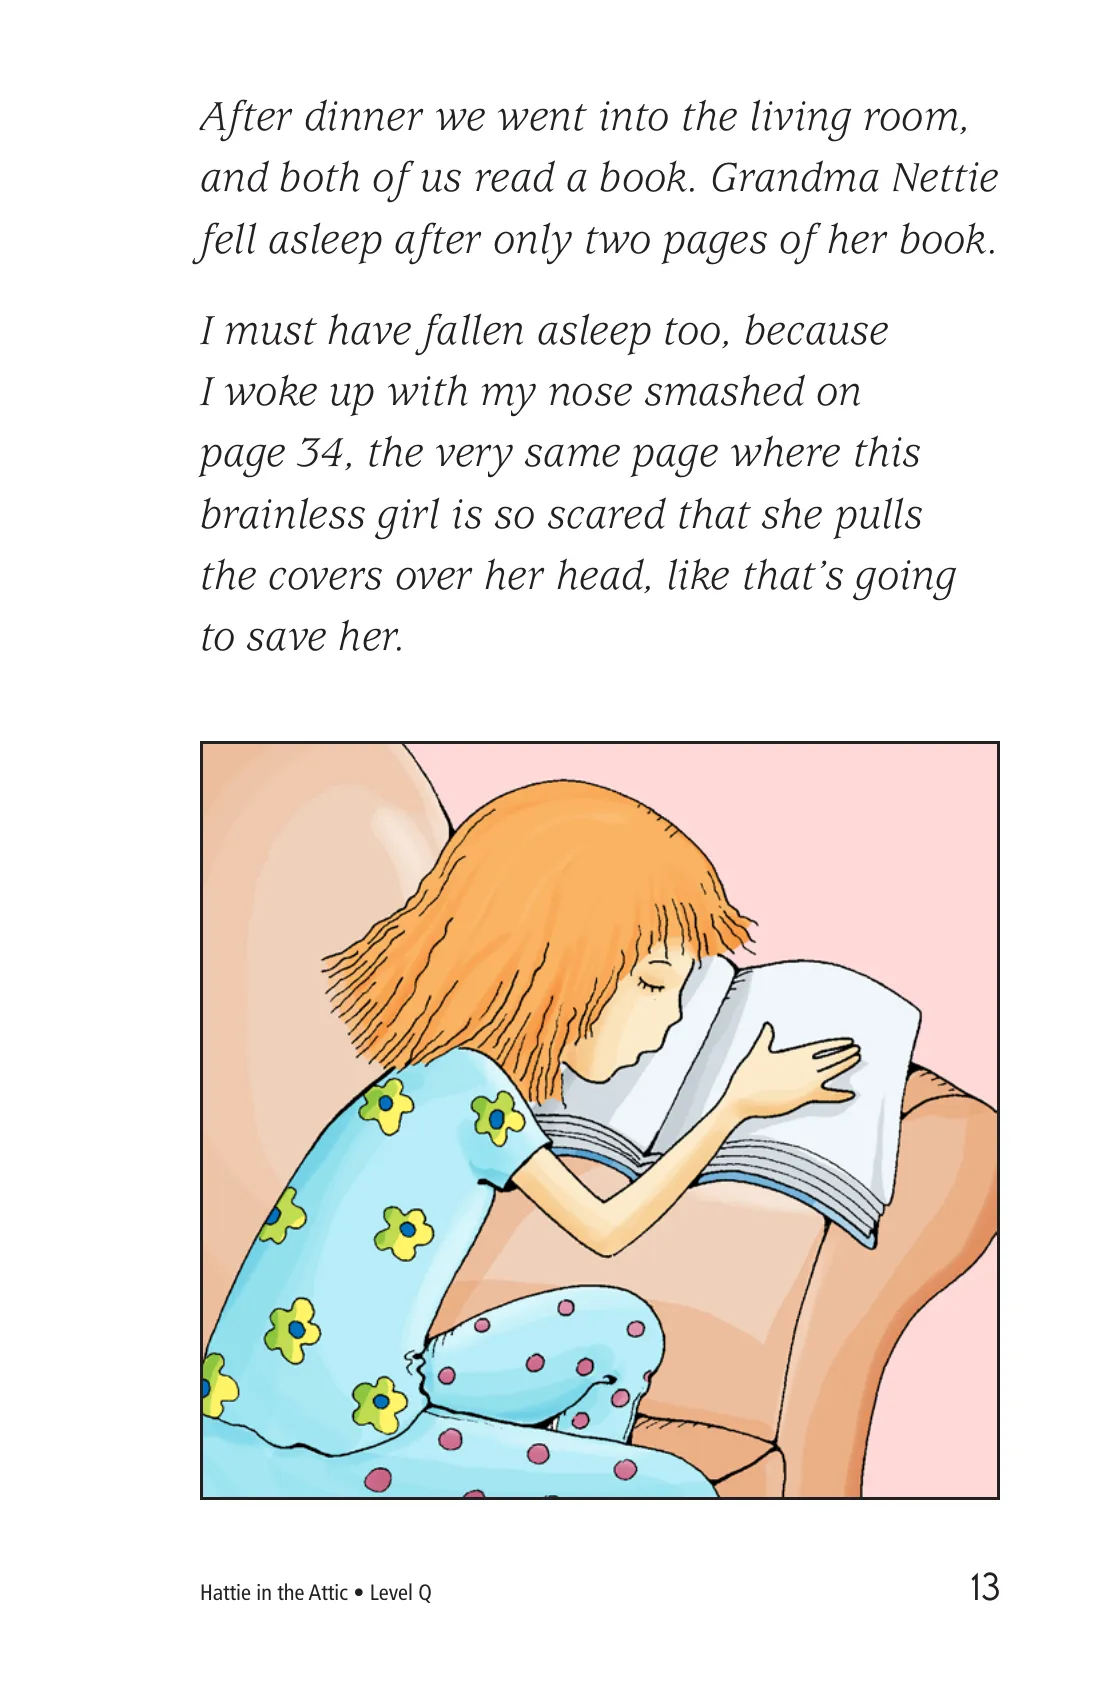 After dinner we went into the living room,
and both of us read a book. Grandma Nettie
fell asleep after only two pages of her book.
I must have fallen asleep too, because
I woke up with my nose smashed on
page 34, the very same page where this
brainless girl is so scared that she pulls
the covers over her head, like that’s going
to save her.
Hattie in the Attic • Level Q
13